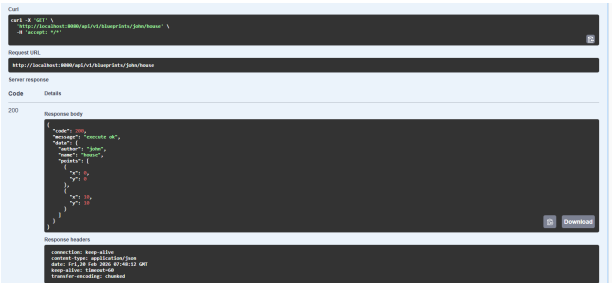 Curl
curl -X 'GET' \
'http://localhost:8080/api/v1/blueprints/john/house' \
-H 'accept: */*'
Request URL
http://localhost:8080/api/v1/blueprints/john/house
Server response
Code Details
200
Response body
{
"code": 200,
"message": "execute ok",
"data": {
"author": "john",
"name": "house",
"points": [
{
"x": 0,
"y": 0
},
{
"x": 10,
"y": 10
}
]
}
}
Download
Response headers
connection: keep-alive
content-type: application/json
date: Fri,20 Feb 2026 07:48:12 GMT
keep-alive: timeout=60
transfer-encoding: chunked